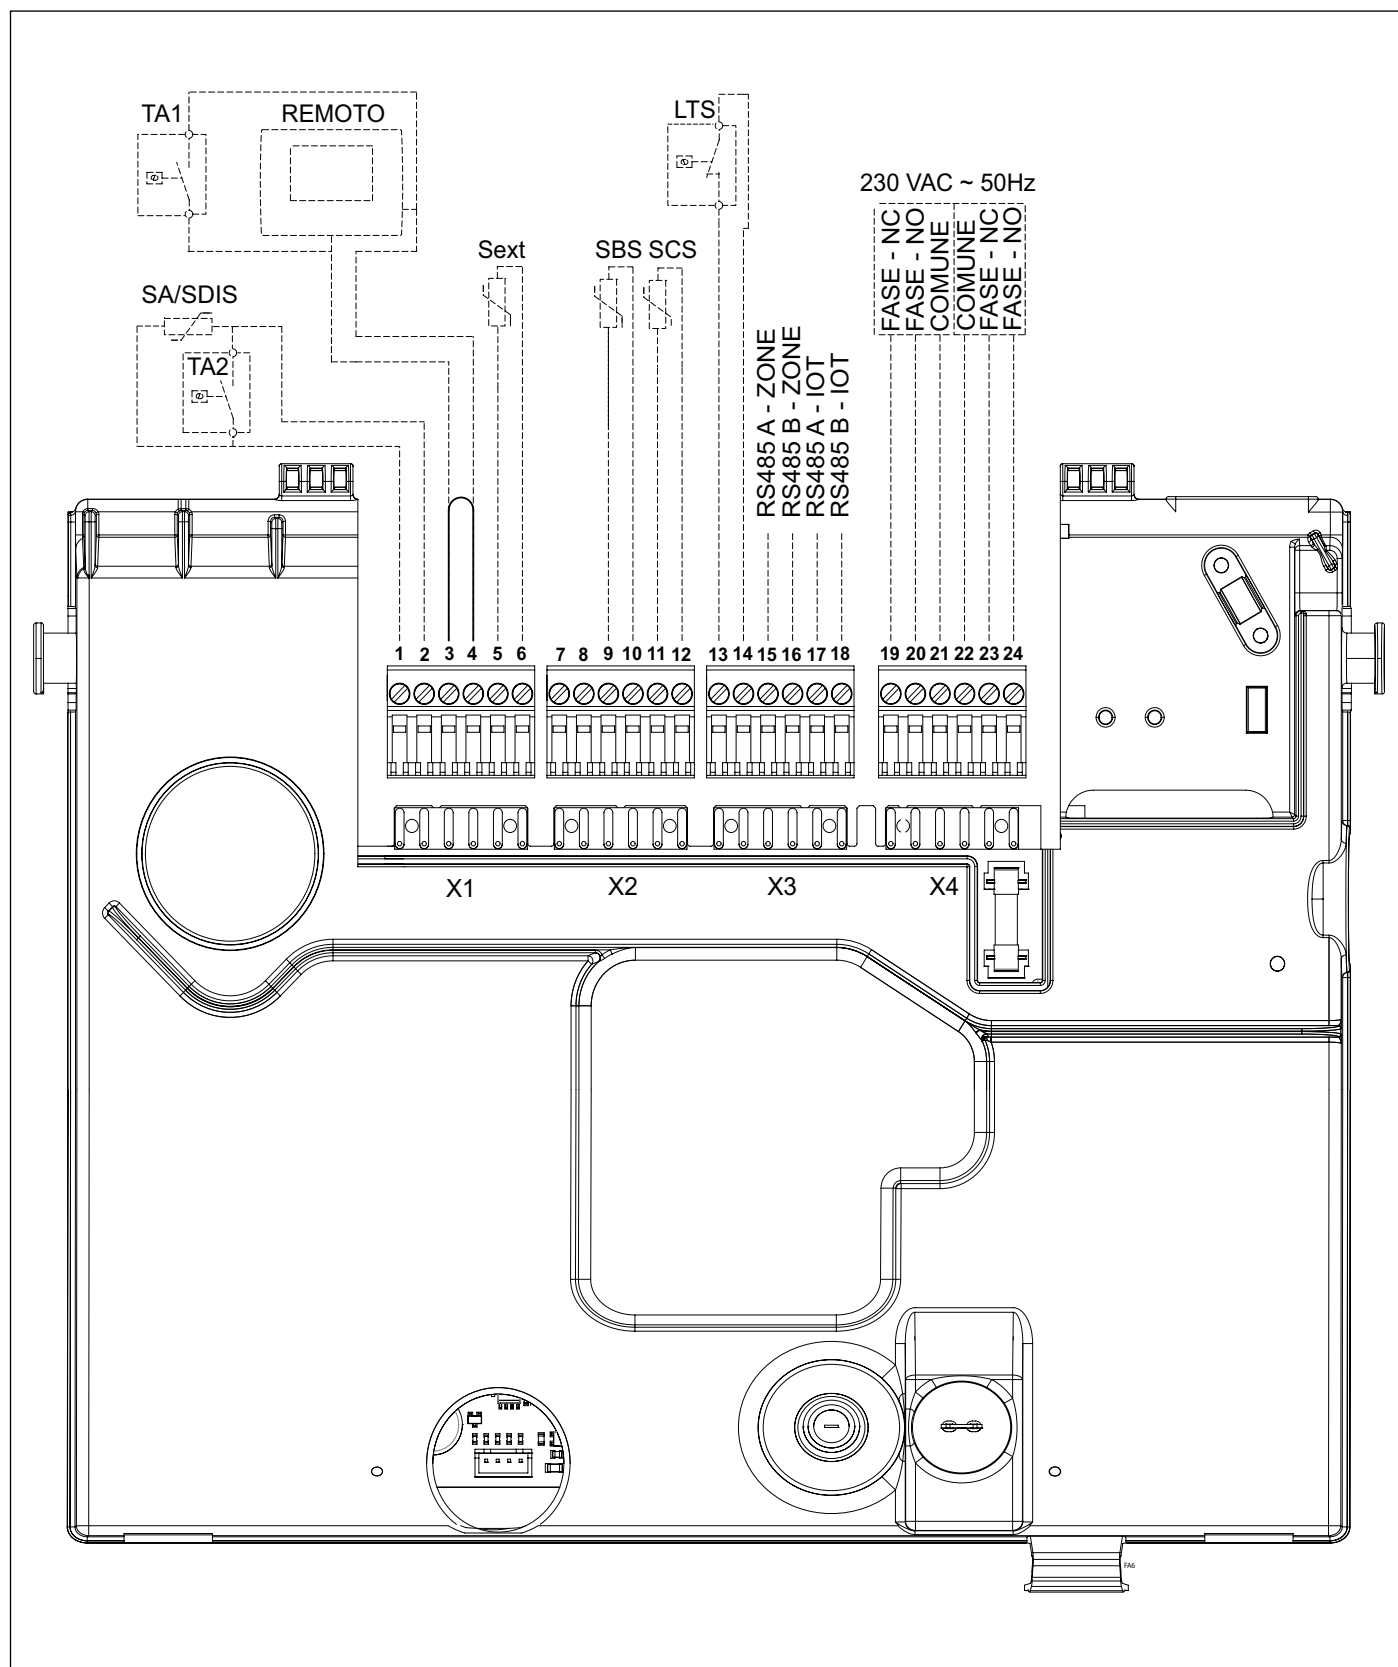 TA1
REMOTO
LTS
230 VAC ~ 50Hz
FASE - NC
FASE - NO
COMUNE
COMUNE
FASE - NC
FASE - NO
Sext
SBS SCS
SA/SDIS
TA2
RS485 A - ZONE
RS485 B - ZONE
RS485 A - IOT
RS485 B - IOT
1 2 3 4 5 6 7 8 9 10 11 12 13 14 15 16 17 18 19 20 21 22 23 24
X1 X2 X3 X4
FA6